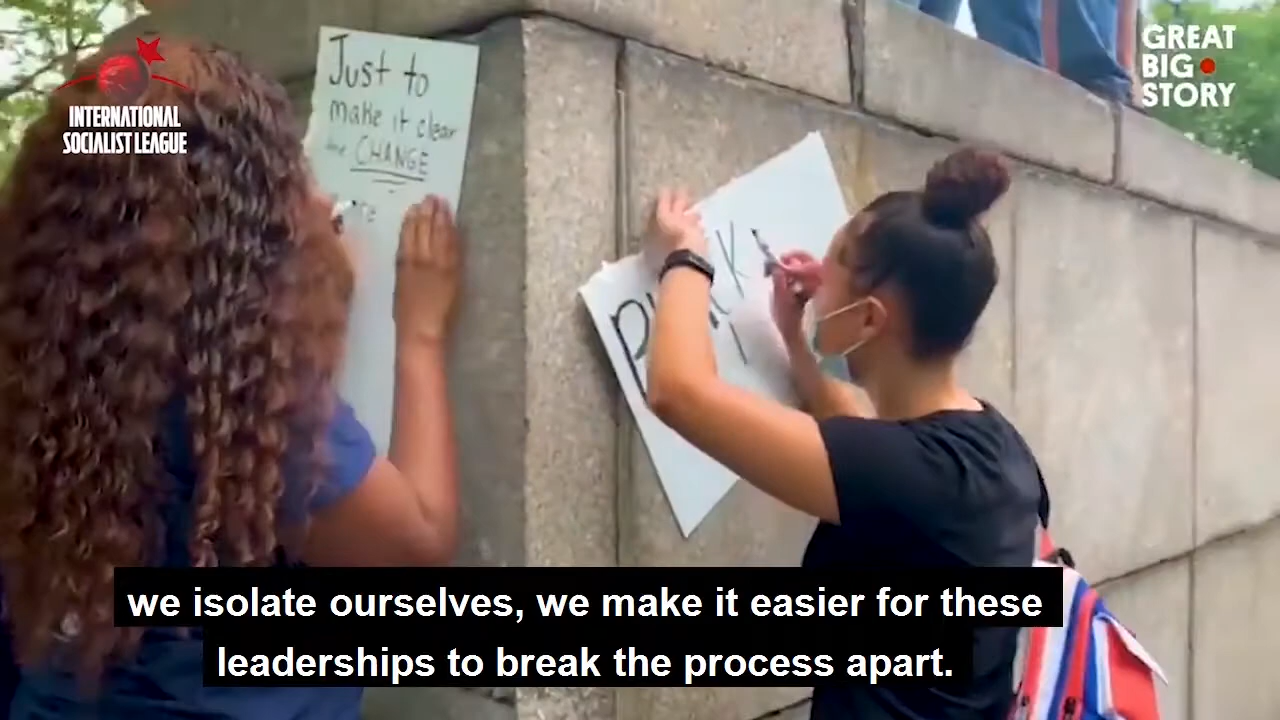 INTERNATIONAL
SOCIALIST LEAGUE
GREAT
BIG
STORY
Just to
make it clear
the CHANGE
we isolate ourselves, we make it easier for these
leaderships to break the process apart.